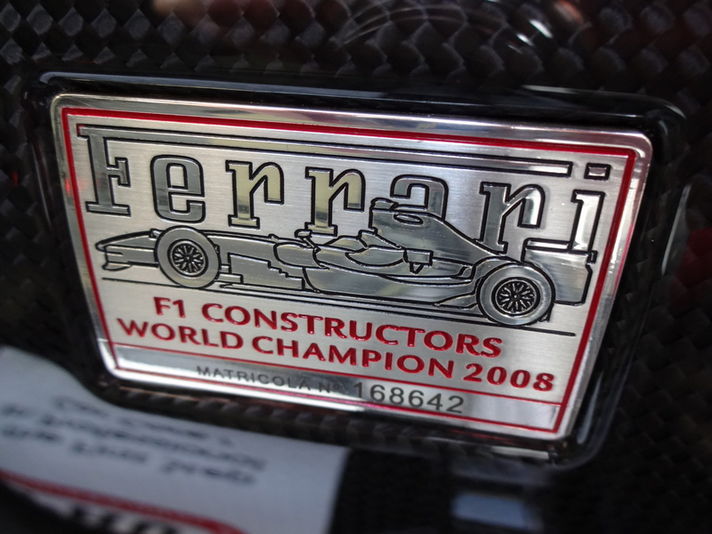 Ferrari
F1 CONSTRUCTORS
WORLD CHAMPION 2008
MATRICOLA N° 168642